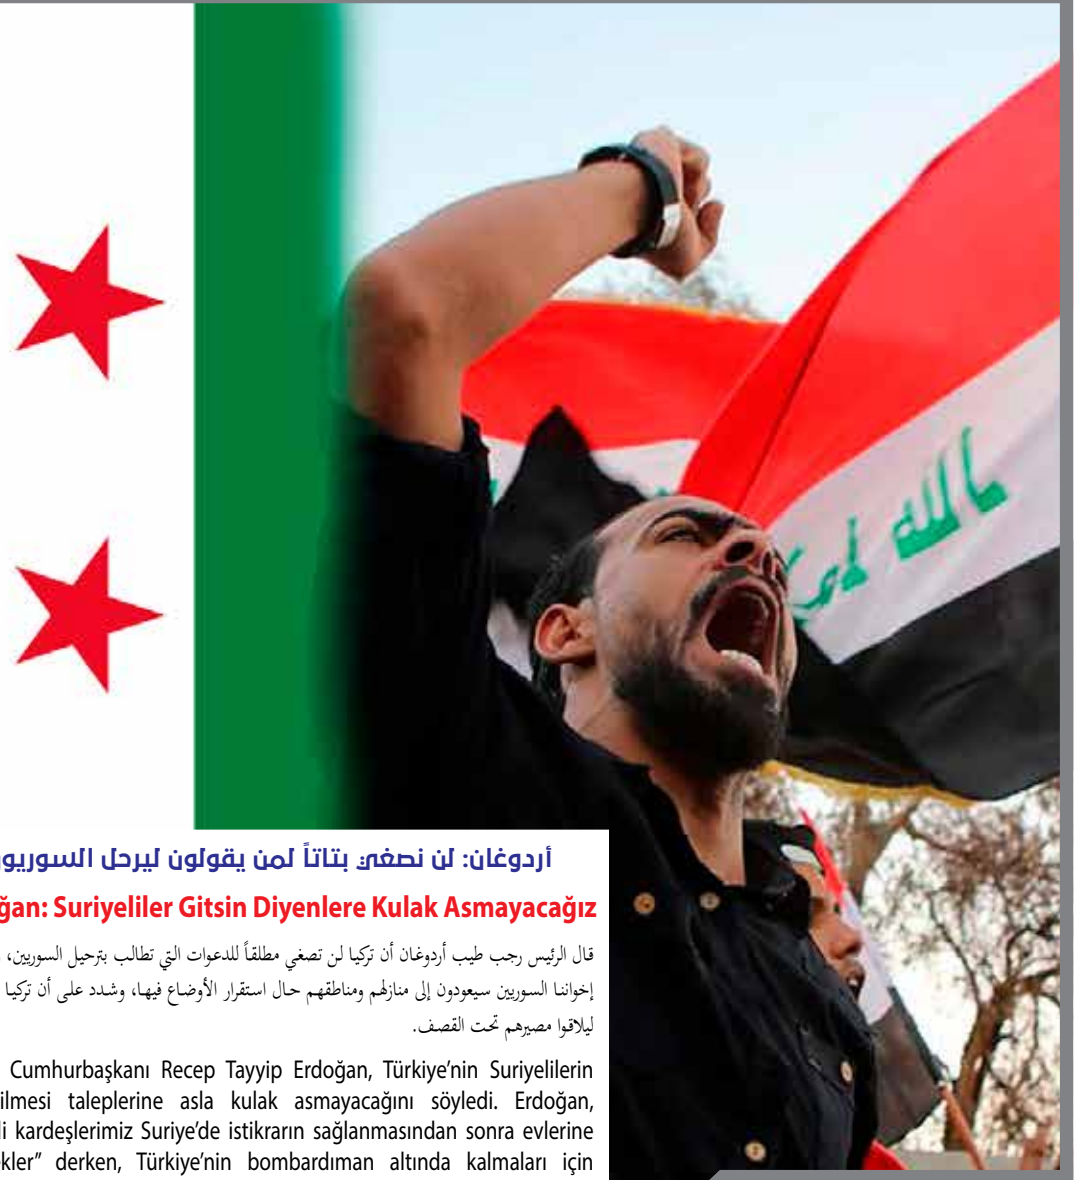 أردوغان: لن نصغي بتاتاً لمن يقولون ليرحل السوريو
ğan: Suriyeliler Gitsin Diyenlere Kulak Asmayacağız
قال الرئيس رجب طيب أردوغان أن تركيا لن تصغي مطلقاً للدعوات التي تطالب بترحيل السوريين،
إخواننا السوريين سيعودون إلى منازلهم ومناطقهم حال استقرار الأوضاع فيها، وشدد على أن تركيا
ليلاقوا مصيرهم تحت القصف.
Cumhurbaşkanı Recep Tayyip Erdoğan, Türkiye’nin Suriyelilerin
ilmesi taleplerine asla kulak asmayacağını söyledi. Erdoğan,
li kardeşlerimiz Suriye’de istikrarın sağlanmasından sonra evlerine
ekler” derken, Türkiye’nin bombardıman altında kalmaları için
الله